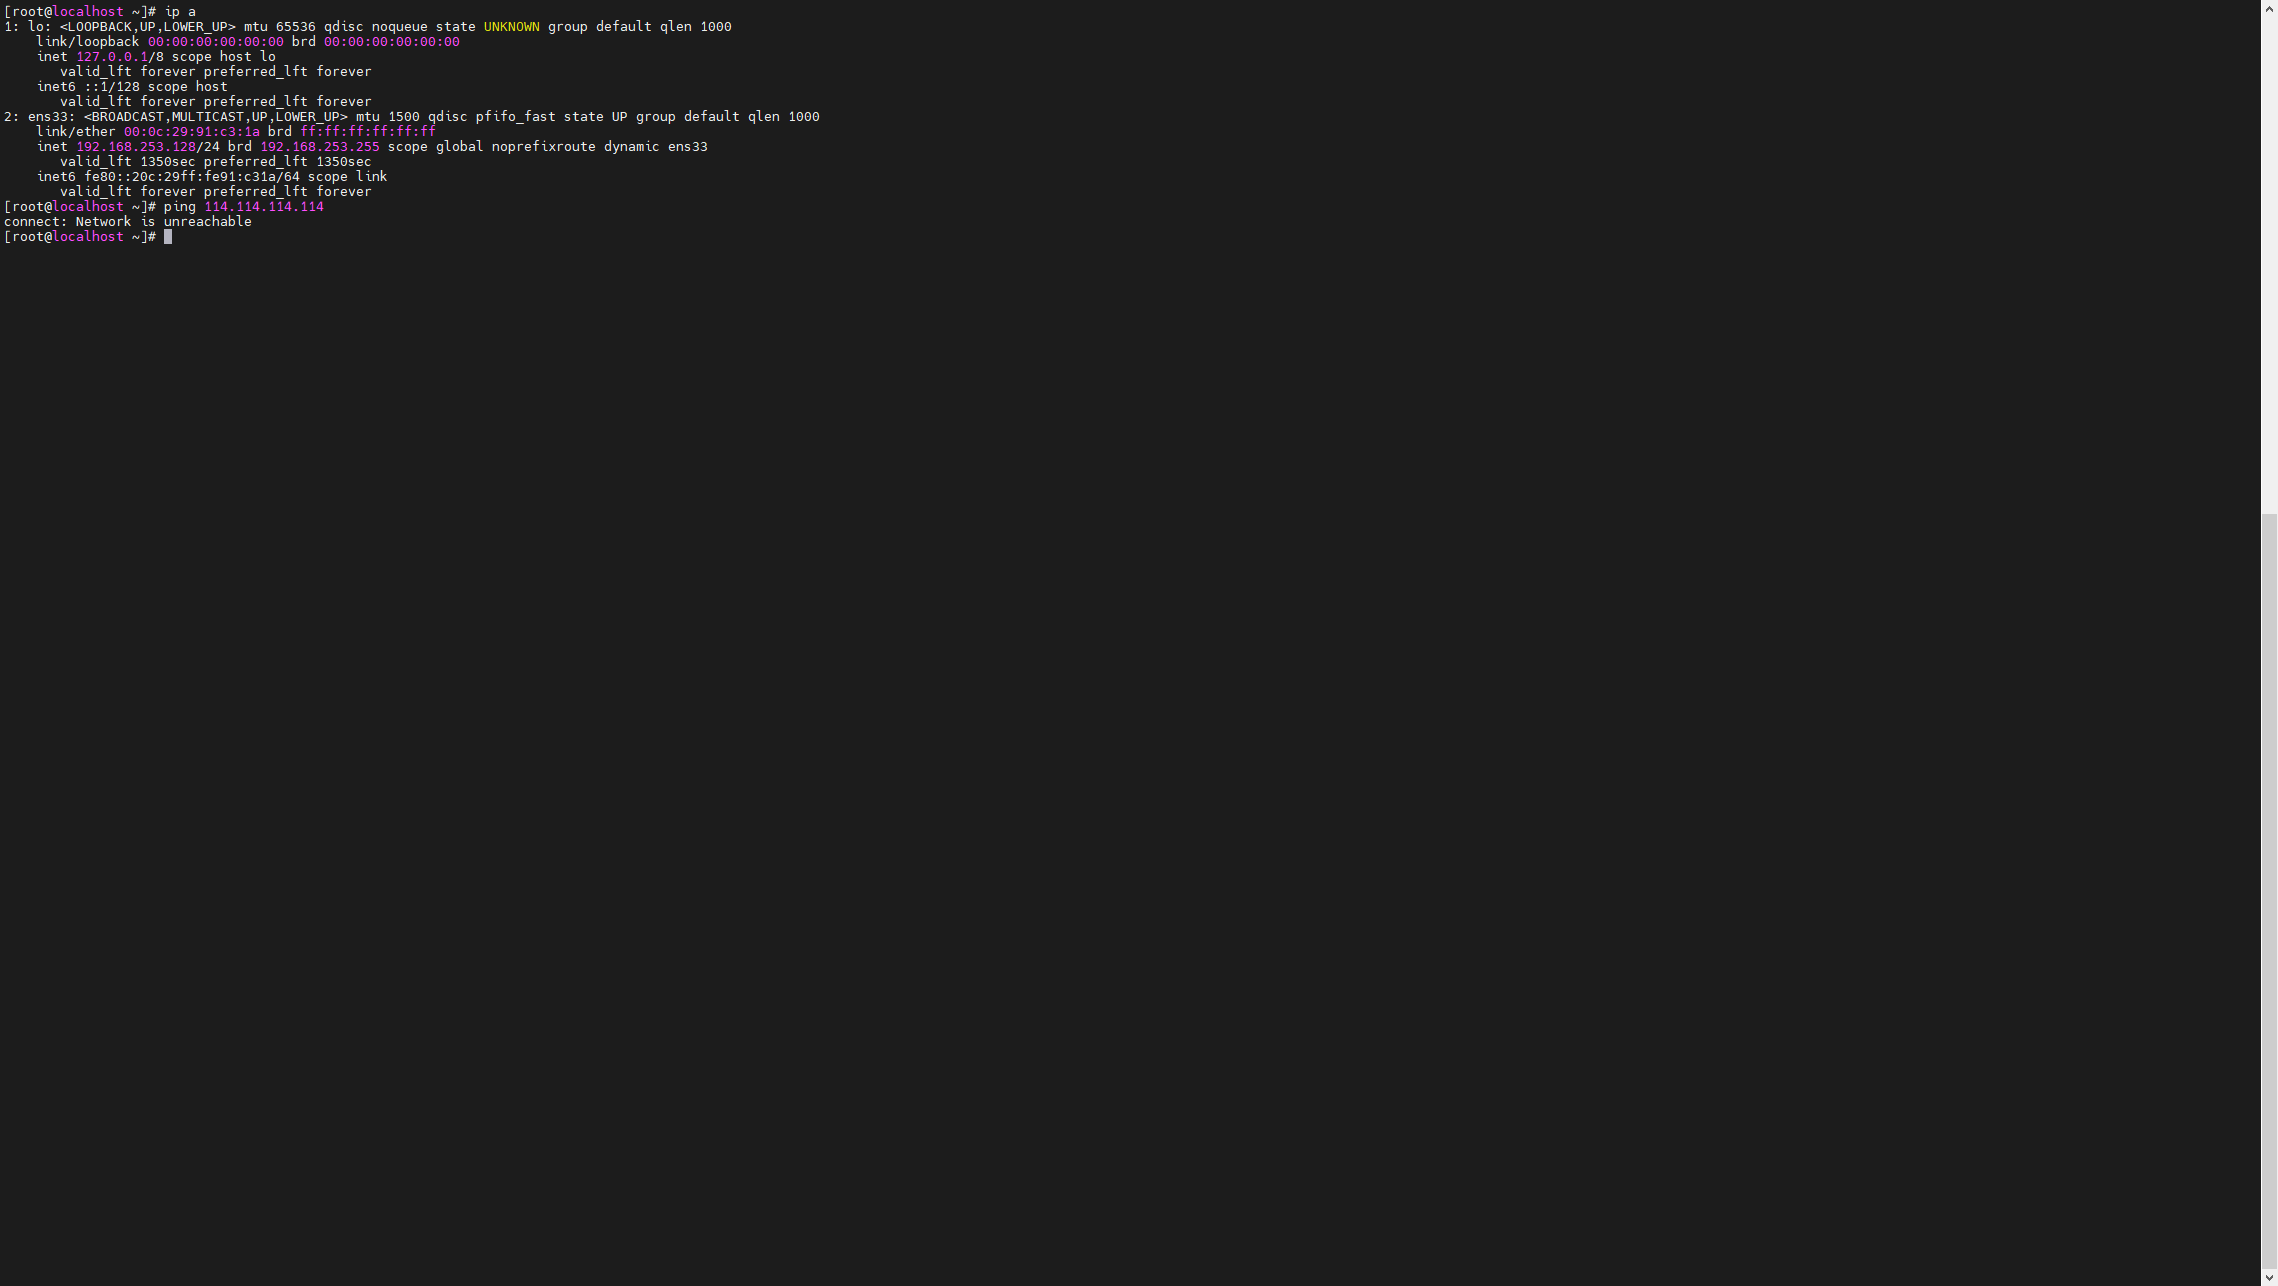 [root@localhost ~]# ip a
1: lo: <LOOPBACK,UP,LOWER_UP> mtu 65536 qdisc noqueue state UNKNOWN group default qlen 1000
    link/loopback 00:00:00:00:00:00 brd 00:00:00:00:00:00
    inet 127.0.0.1/8 scope host lo
       valid_lft forever preferred_lft forever
    inet6 ::1/128 scope host
       valid_lft forever preferred_lft forever
2: ens33: <BROADCAST,MULTICAST,UP,LOWER_UP> mtu 1500 qdisc pfifo_fast state UP group default qlen 1000
    link/ether 00:0c:29:91:c3:1a brd ff:ff:ff:ff:ff:ff
    inet 192.168.253.128/24 brd 192.168.253.255 scope global noprefixroute dynamic ens33
       valid_lft 1350sec preferred_lft 1350sec
    inet6 fe80::20c:29ff:fe91:c31a/64 scope link
       valid_lft forever preferred_lft forever
[root@localhost ~]# ping 114.114.114.114
connect: Network is unreachable
[root@localhost ~]#